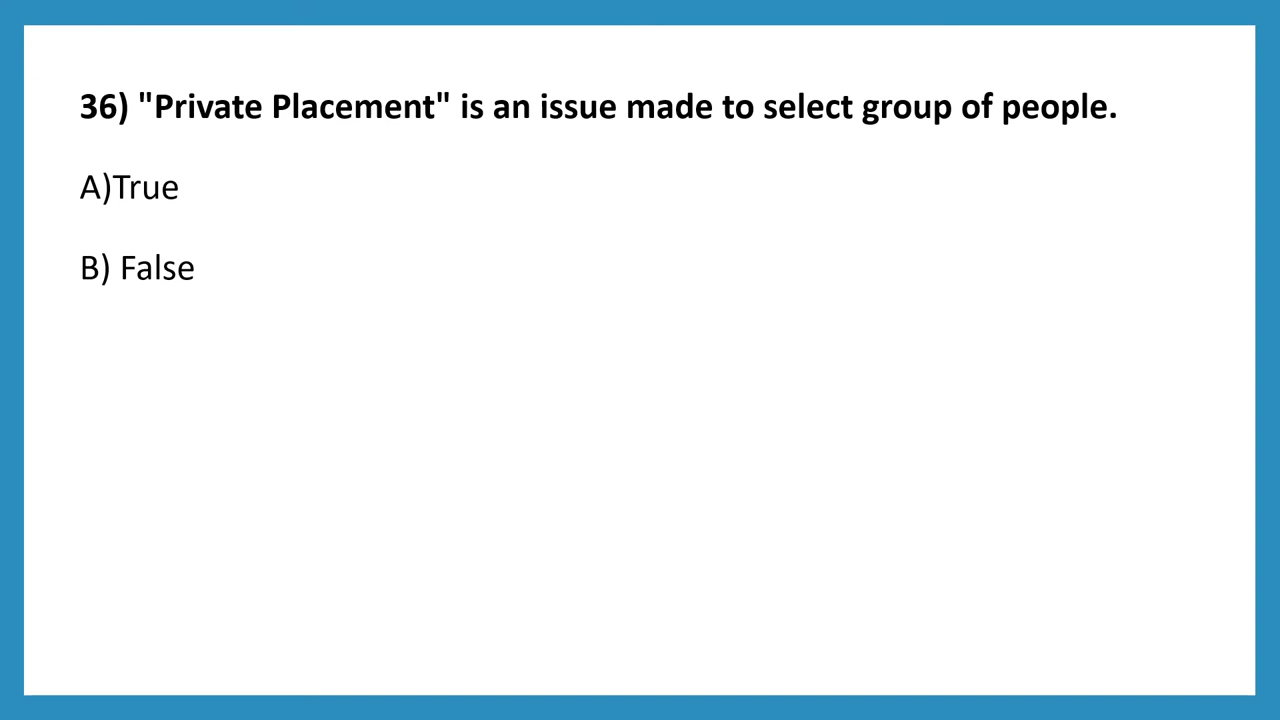 36) "Private Placement" is an issue made to select group of people.
A)True
B) False